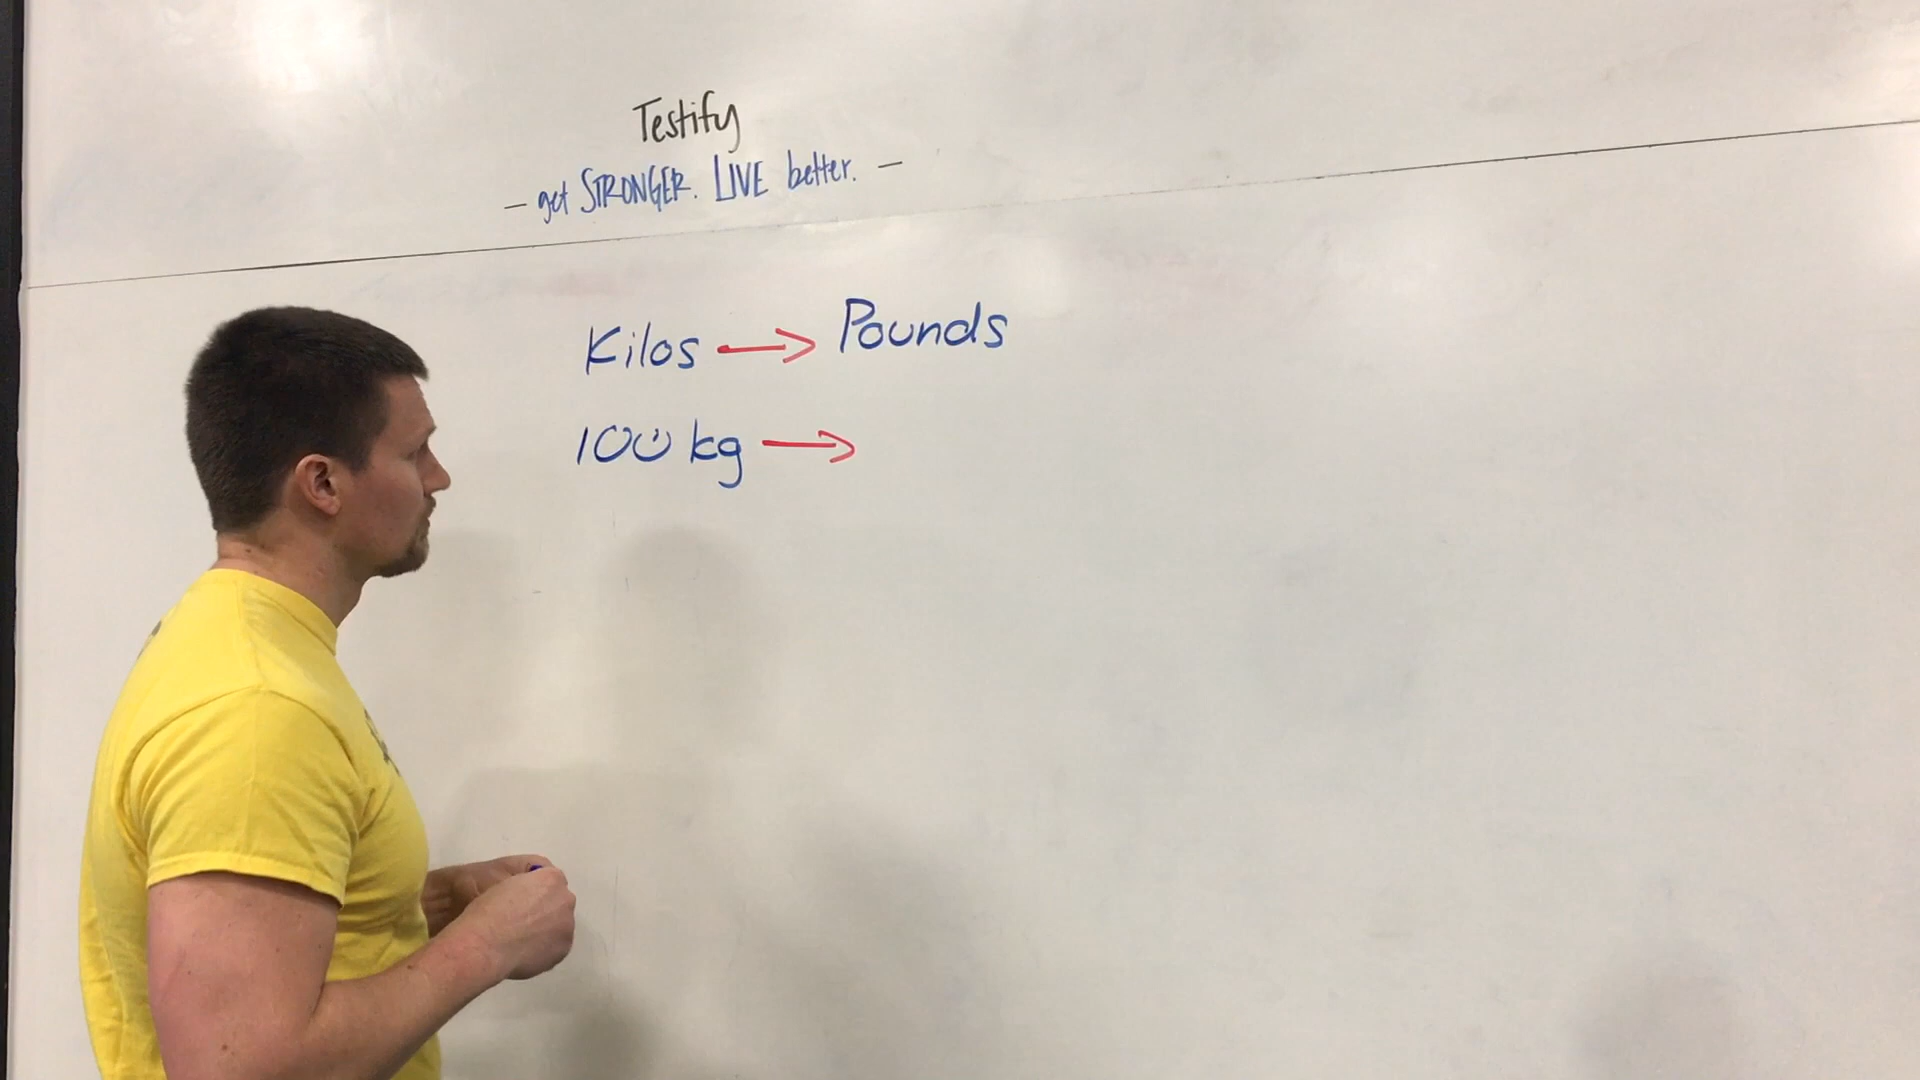 Testify
- get STRONGER. LIVE better. -
Kilos → Pounds
100 kg →